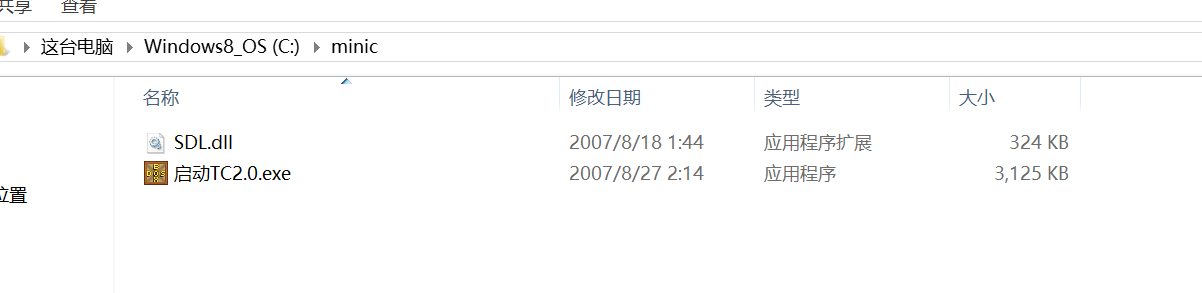 共享 查看
这台电脑 Windows8_OS (C:) minic
名称 修改日期 类型 大小
SDL.dll 2007/8/18 1:44 应用程序扩展 324 KB
启动TC2.0.exe 2007/8/27 2:14 应用程序 3,125 KB
位置